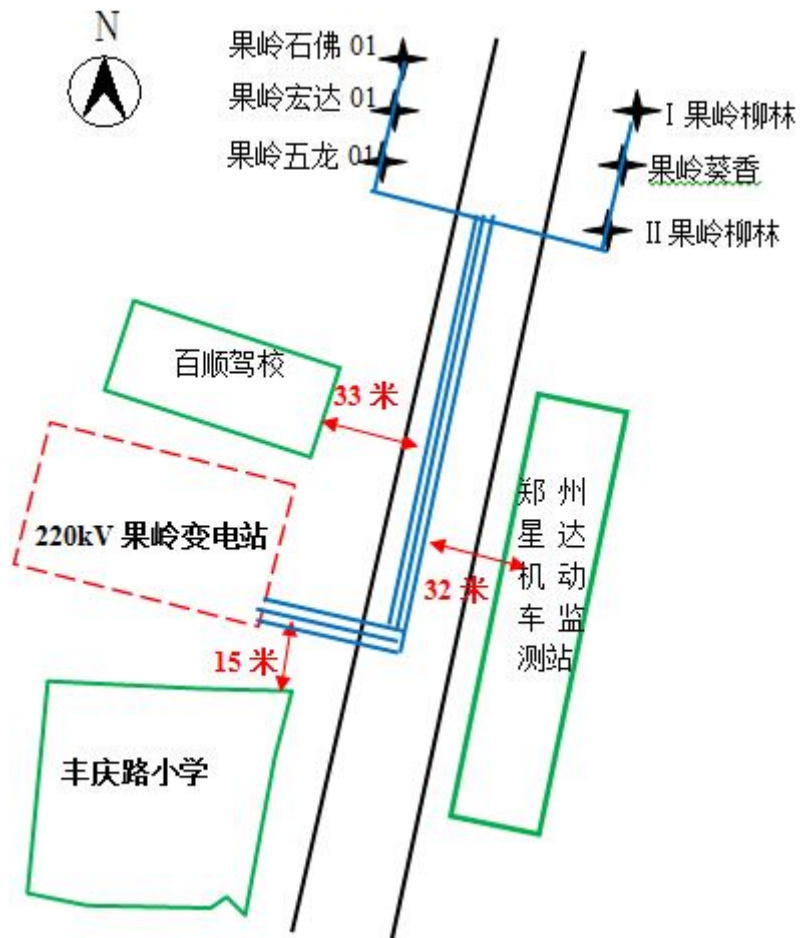 N
果岭石佛 01
果岭宏达 01
果岭五龙 01
I 果岭柳林
果岭葵香
II 果岭柳林
百顺驾校
33 米
220kV 果岭变电站
郑 州
星 达
机 动
车 监
测站
32 米
15 米
丰庆路小学